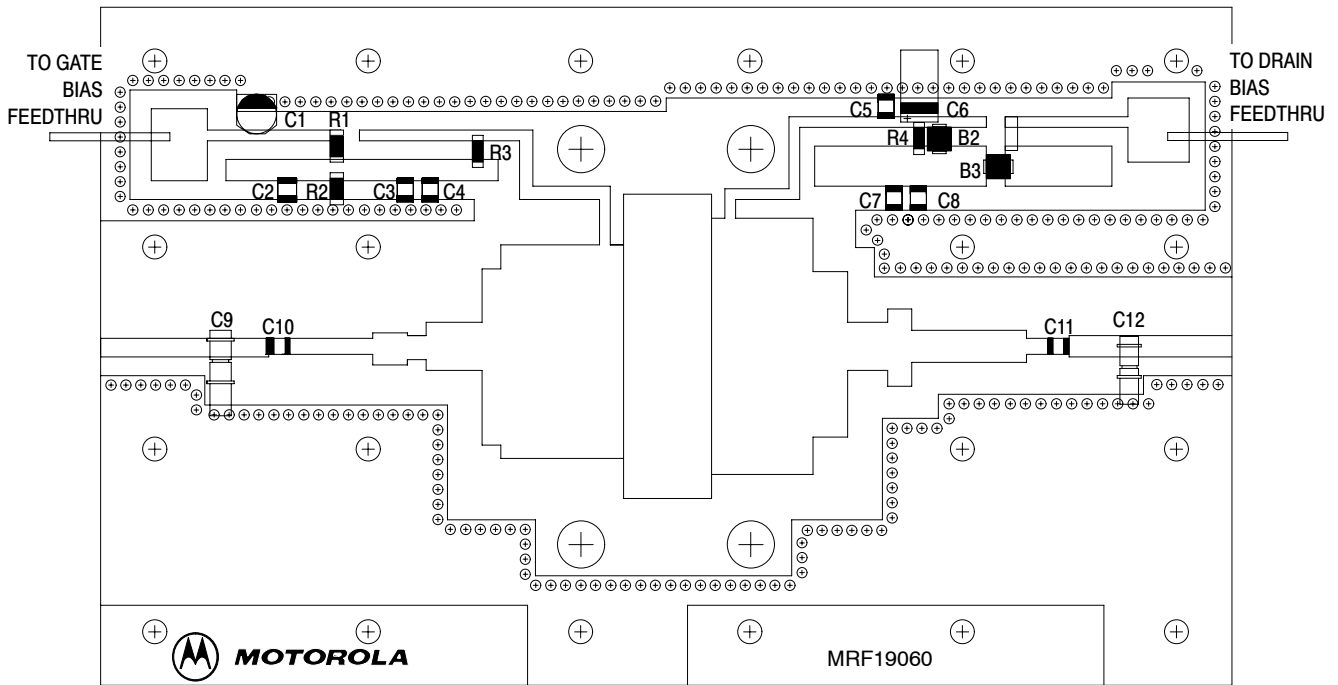 TO GATE
BIAS
FEEDTHRU
TO DRAIN
BIAS
FEEDTHRU
C1
R1
R3
C5
C6
R4
B2
B3
C2
R2
C3
C4
C7
C8
C9
C10
C11
C12
MOTOROLA
MRF19060